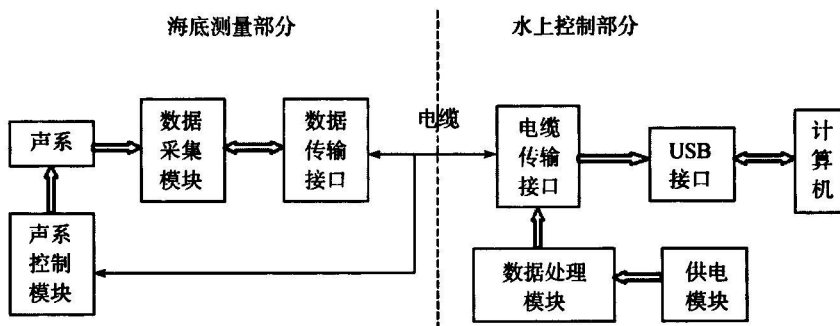 海底测量部分
水上控制部分
声系
数据
采集
模块
数据
传输
接口
电缆
电缆
传输
接口
USB
接口
计
算
机
声系
控制
模块
数据处理
模块
供电
模块